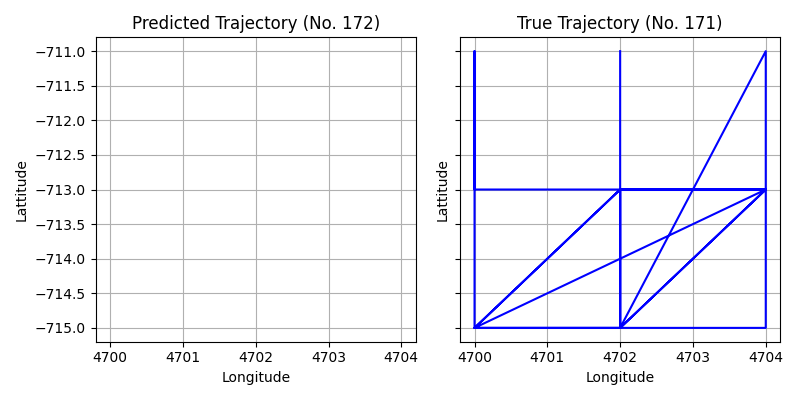 Predicted Trajectory (No. 172)
−711.0
−711.5
−712.0
−712.5
−713.0
−713.5
−714.0
−714.5
−715.0
Lattitude
4700 4701 4702 4703 4704
Longitude
True Trajectory (No. 171)
Lattitude
4700 4701 4702 4703 4704
Longitude